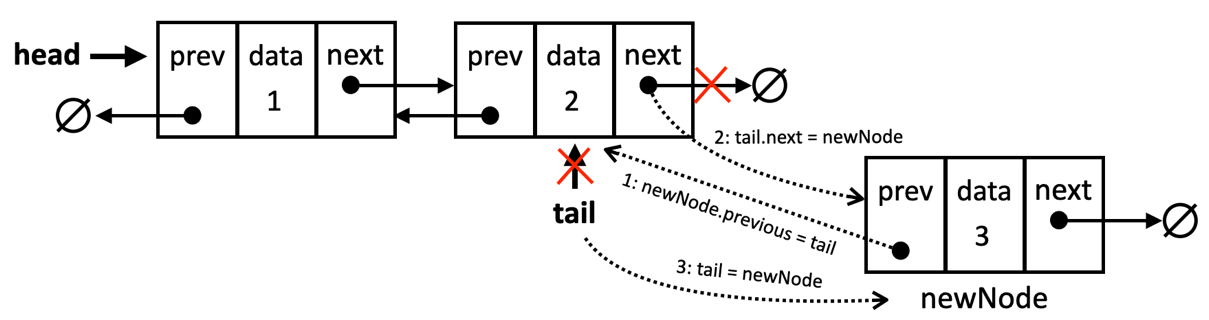 head
prev data next
1
prev data next
2
2: tail.next = newNode
1: newNode.previous = tail
prev data next
3
tail
3: tail = newNode
newNode